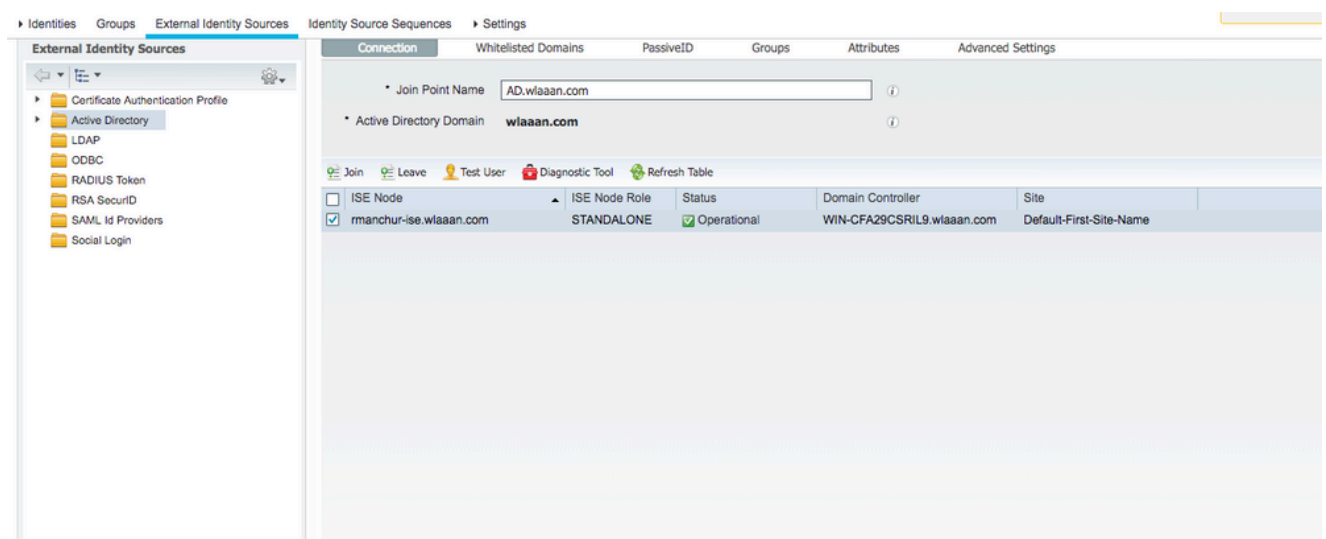 Identities Groups External Identity Sources Identity Source Sequences Settings
External Identity Sources
Certificate Authentication Profile
Active Directory
LDAP
ODBC
RADIUS Token
RSA SecurID
SAML Id Providers
Social Login
Connection Whitelisted Domains PassiveID Groups Attributes Advanced Settings
* Join Point Name AD.wlaaan.com
* Active Directory Domain wlaaan.com
Join Leave Test User Diagnostic Tool Refresh Table
ISE Node ISE Node Role Status Domain Controller Site
rmanchur-ise.wlaaan.com STANDALONE Operational WIN-CFA29CSRIL9.wlaaan.com Default-First-Site-Name